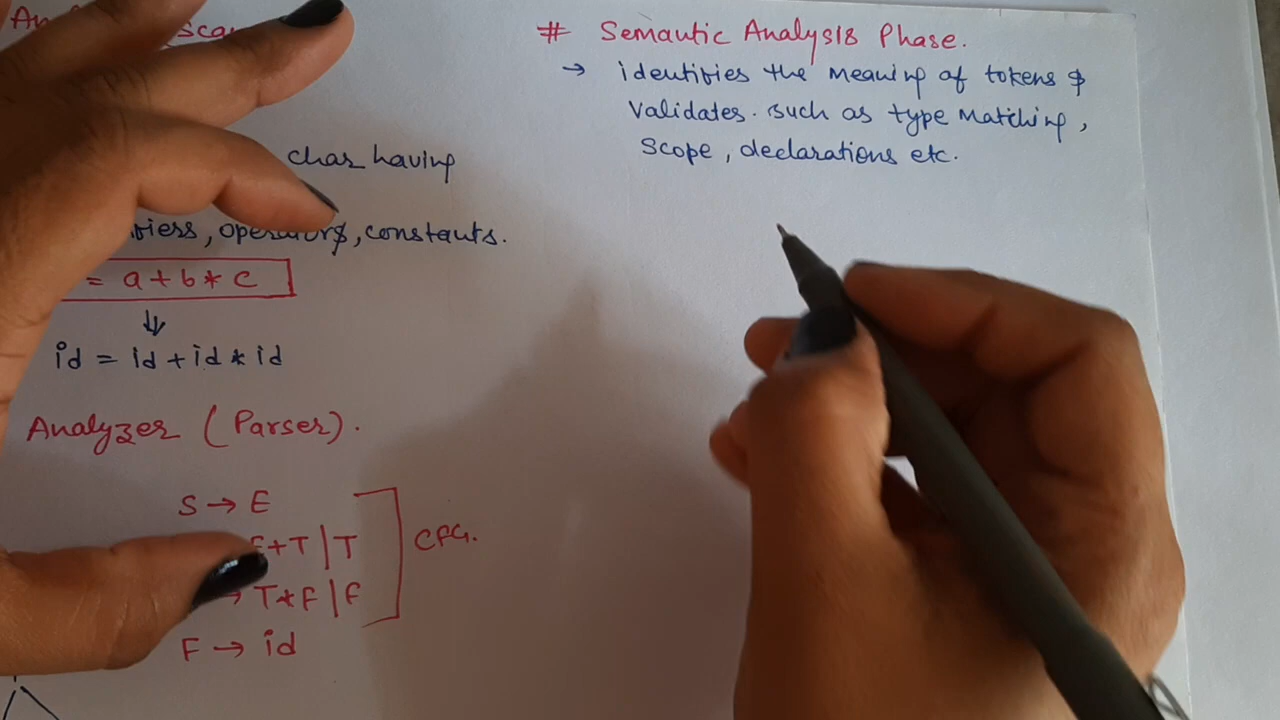 # Semantic Analysis Phase.
→ identifies the meaning of tokens &
validates. such as type Matching,
scope, declarations etc.
char having
, operators, constants.
= a + b * c
⇓
id = id + id * id
Analyzer (Parser).
S → E
E+T | T
→ T*F | F
F → id
CFG.